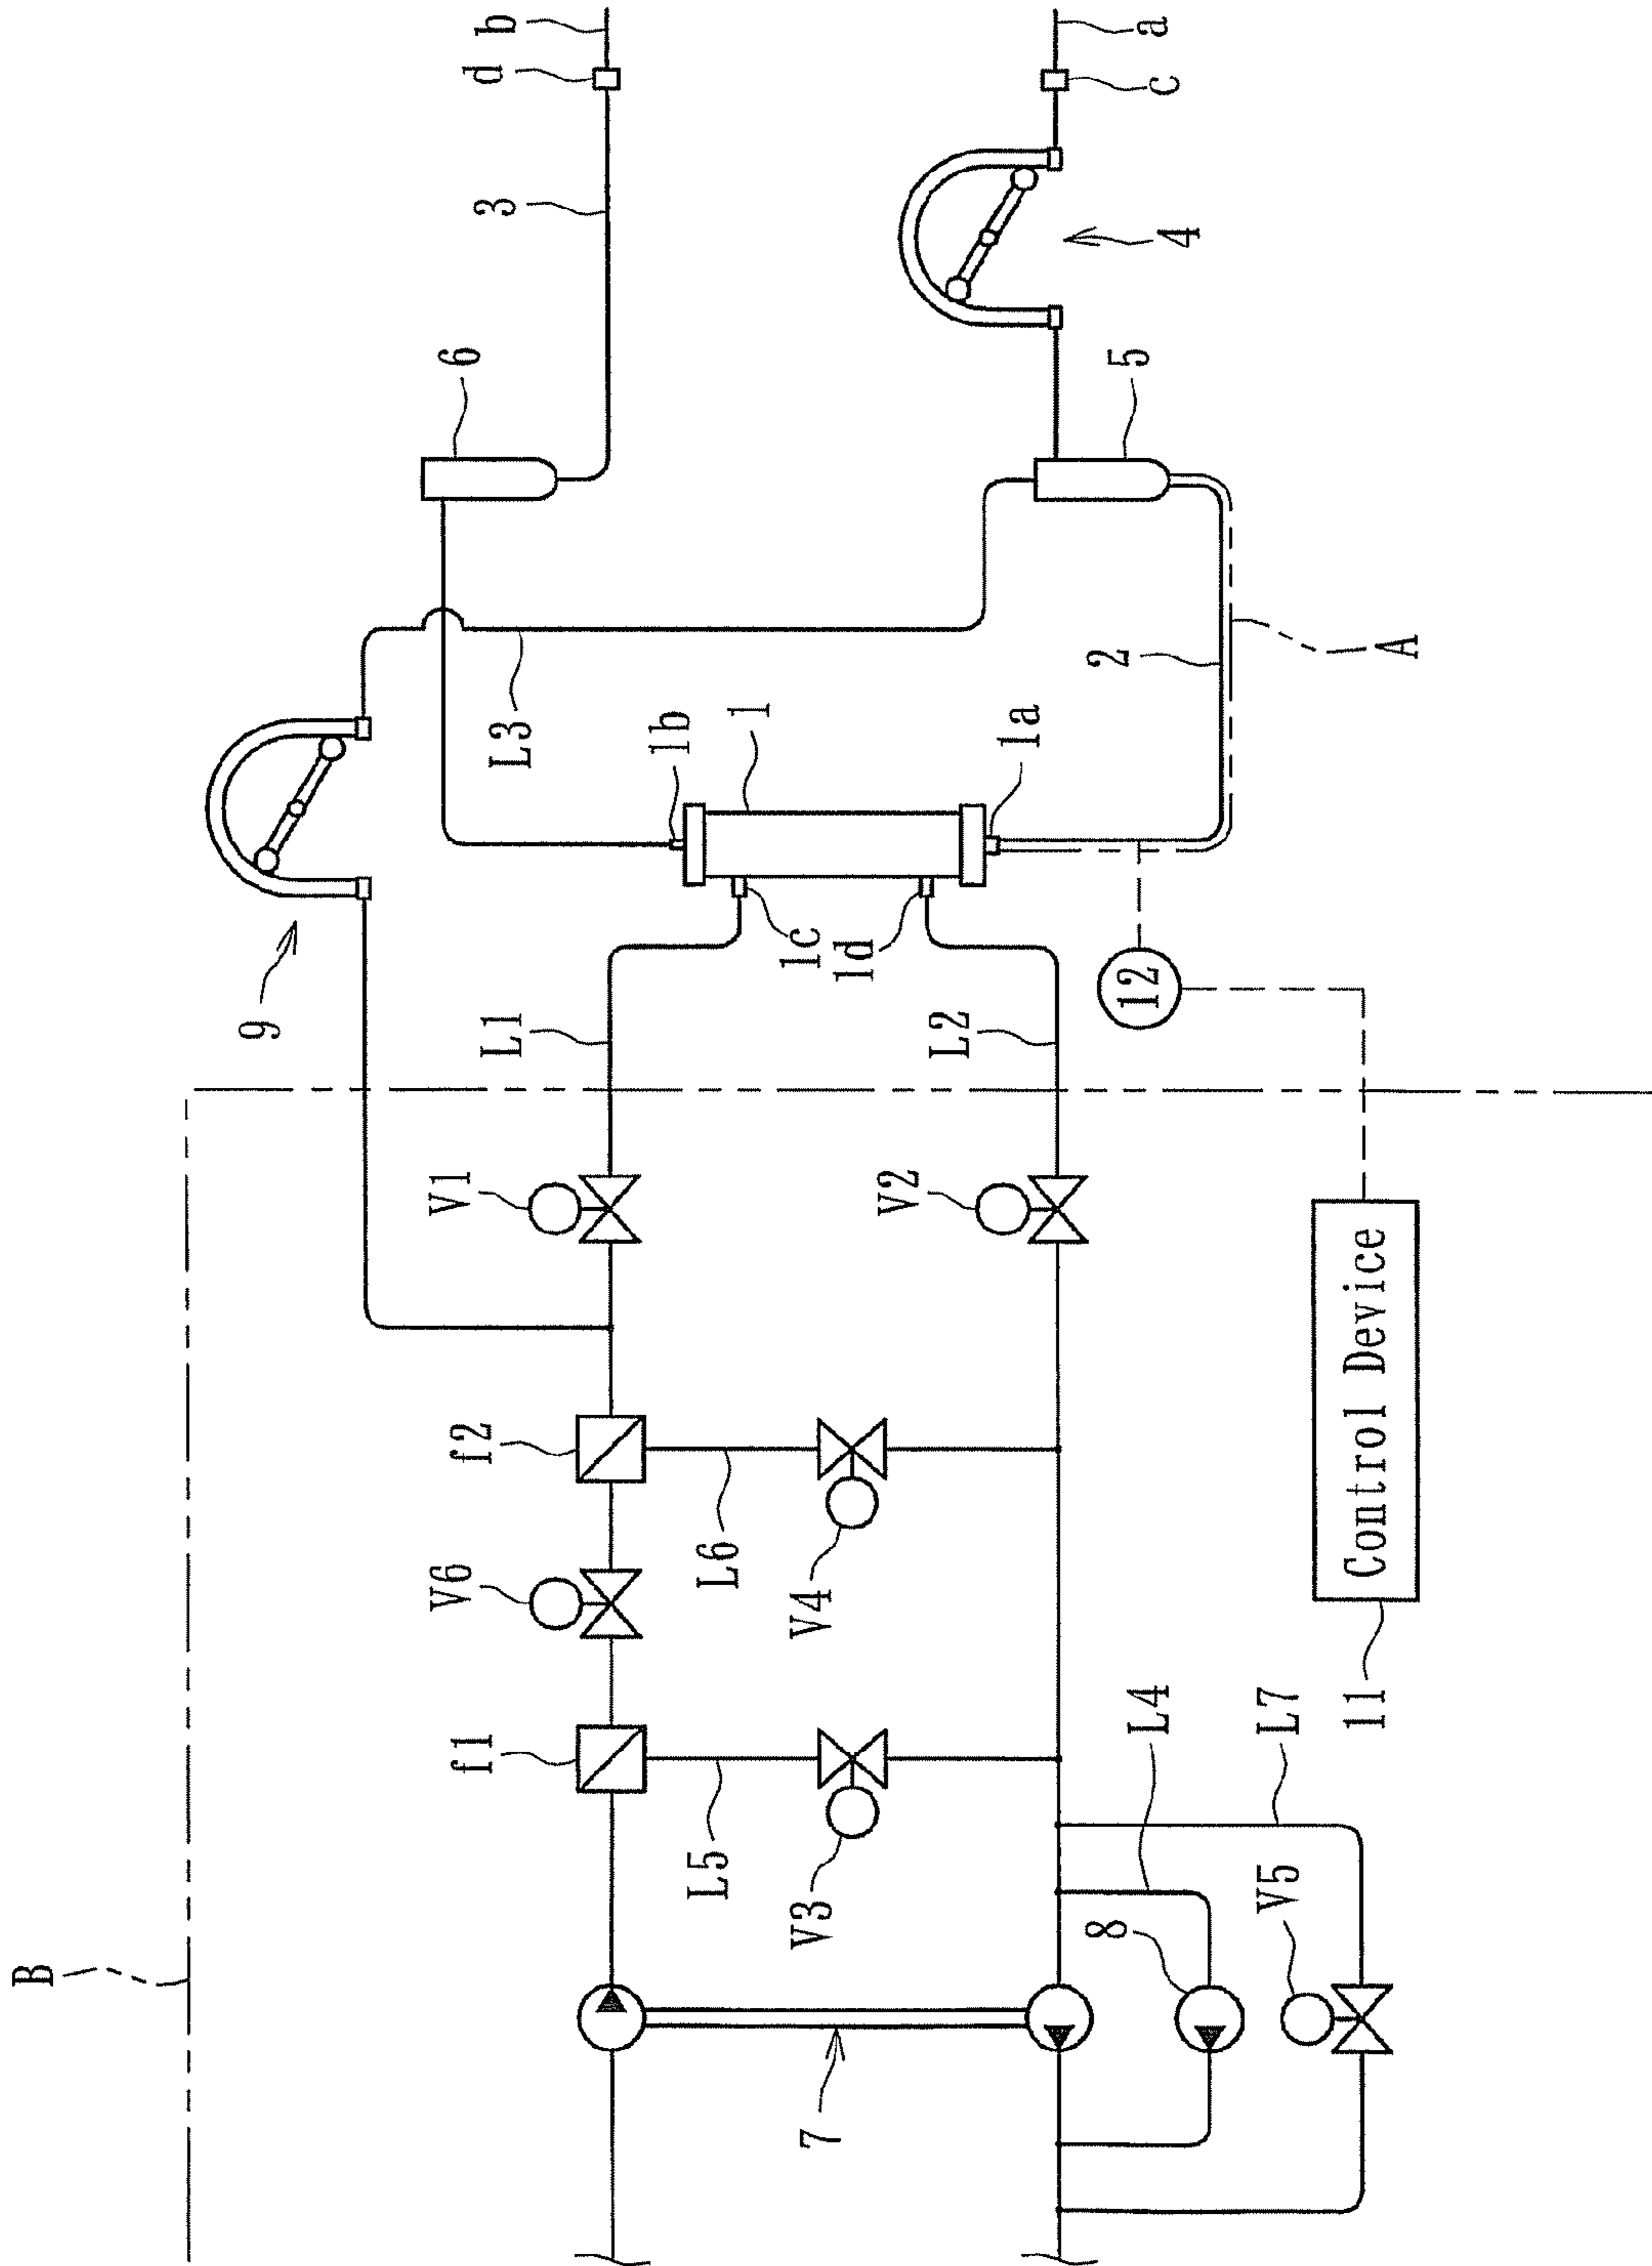 b
d
3
6
a
c
4
5
A
2
L3
1b
1
1a
1c
1d
12
9
L1
L2
V1
V2
f2
L6
V4
V6
f1
L5
V3
L4
L7
8
V5
7
B
Control Device
11